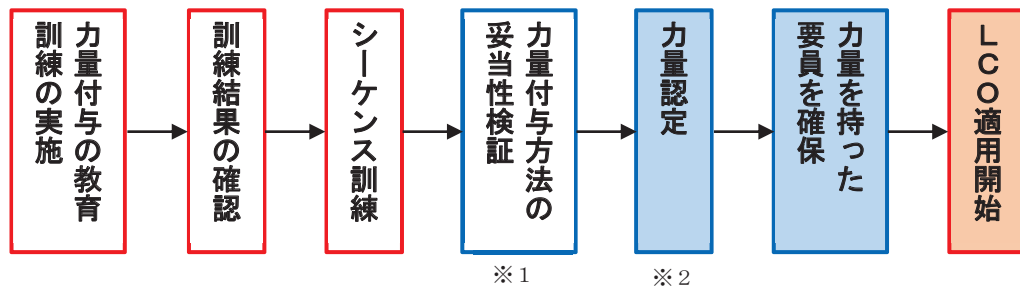 力量付与の教育
訓練の実施
訓練結果の確認
シーケンス訓練
力量付与方法の
妥当性検証
力量認定
力量を持った
要員を確保
ＬＣＯ適用開始
※１
※２